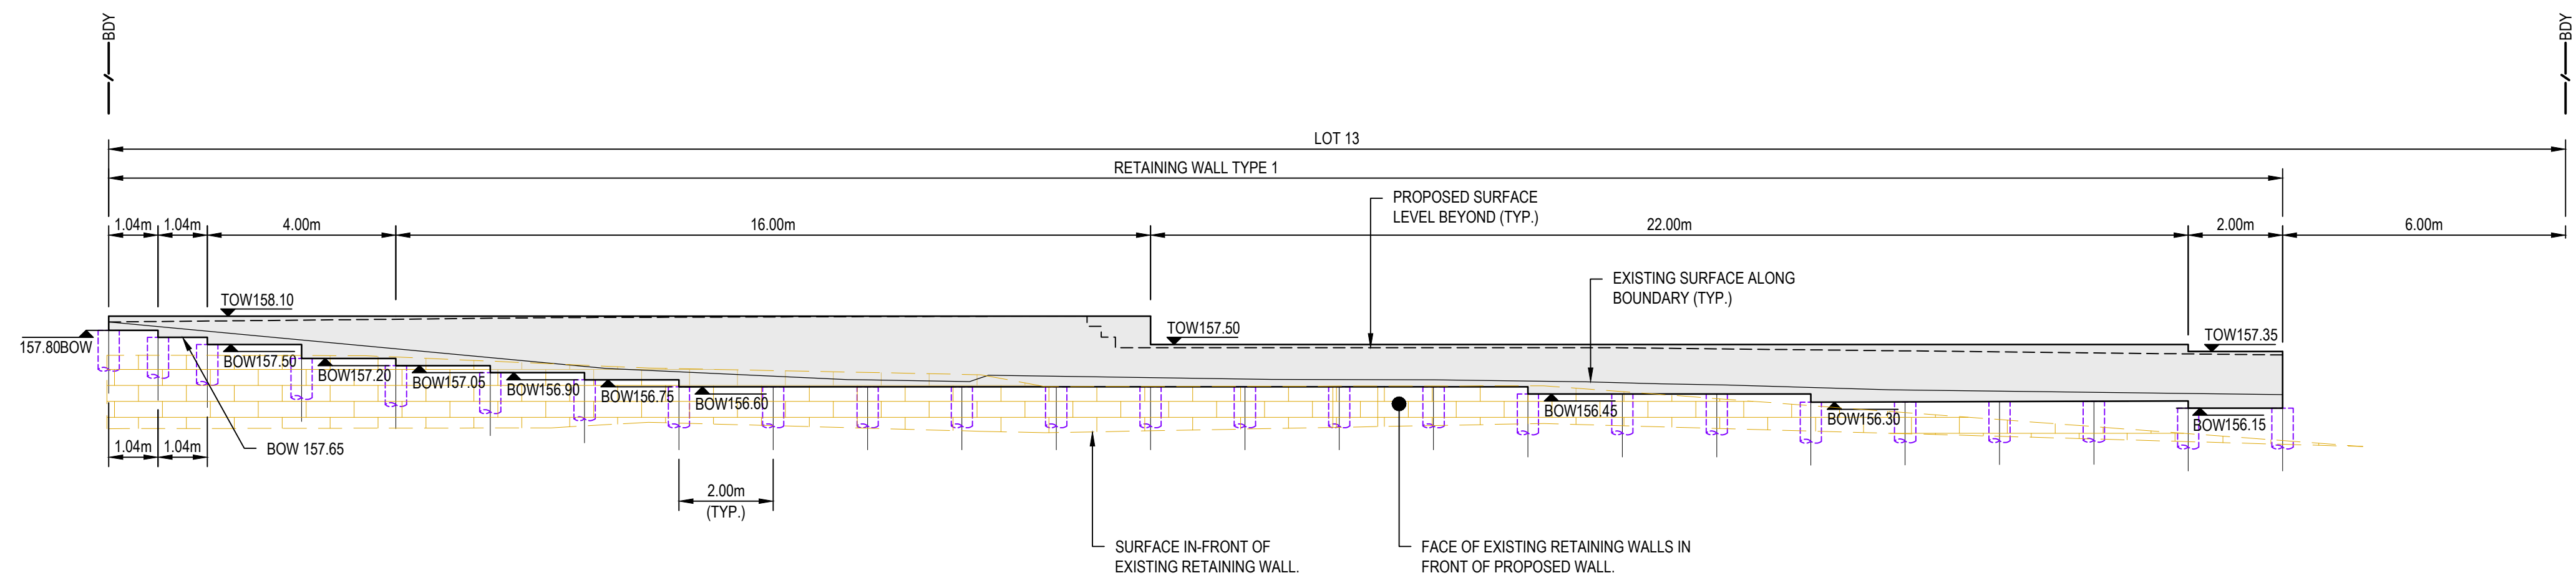 BDY
BDY
LOT 13
RETAINING WALL TYPE 1
PROPOSED SURFACE
LEVEL BEYOND (TYP.)
1.04m
1.04m
4.00m
16.00m
22.00m
2.00m
6.00m
EXISTING SURFACE ALONG
BOUNDARY (TYP.)
TOW158.10
TOW157.50
TOW157.35
157.80BOW
BOW157.50
BOW157.20
BOW157.05
BOW156.90
BOW156.75
BOW156.60
BOW156.45
BOW156.30
BOW156.15
1.04m
1.04m
BOW 157.65
2.00m
(TYP.)
SURFACE IN-FRONT OF
EXISTING RETAINING WALL.
FACE OF EXISTING RETAINING WALLS IN
FRONT OF PROPOSED WALL.